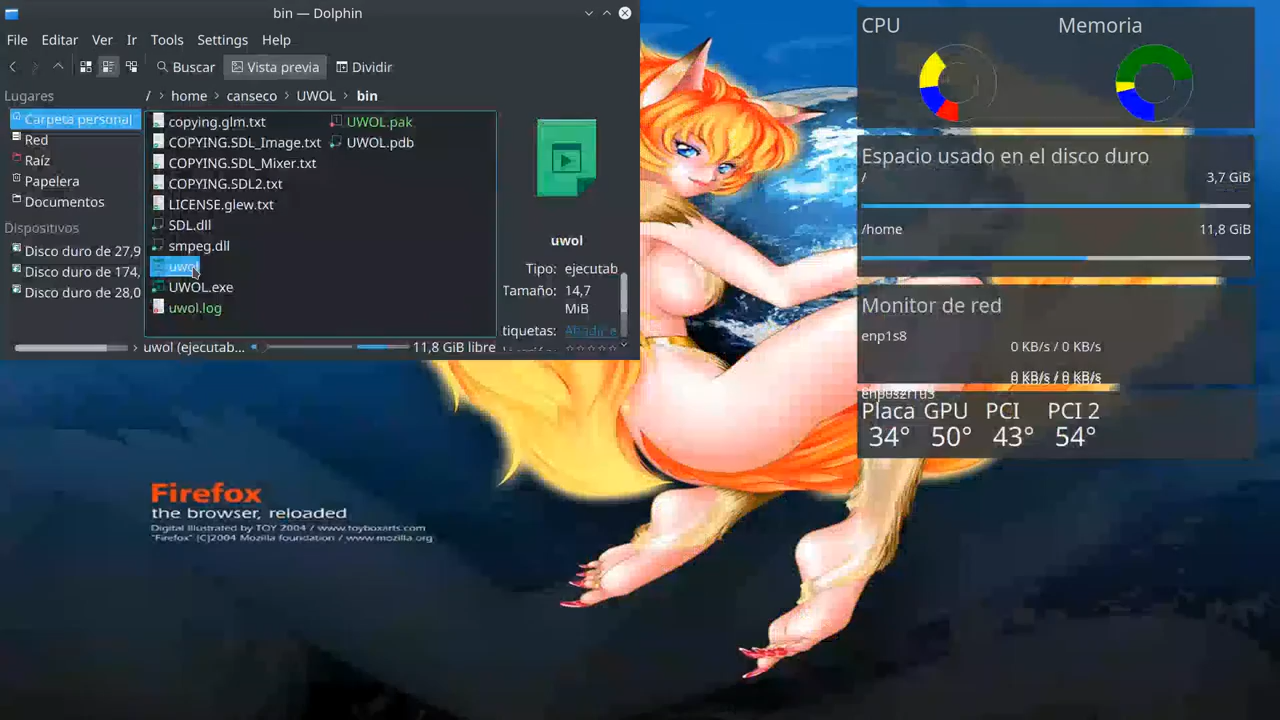 bin — Dolphin
File Editar Ver Ir Tools Settings Help
Buscar Vista previa Dividir
Lugares
Carpeta personal
Red
Raíz
Papelera
Documentos
Dispositivos
Disco duro de 27,9
Disco duro de 174,
Disco duro de 28,0
/ > home > canseco > UWOL > bin
copying.glm.txt
COPYING.SDL_Image.txt
COPYING.SDL_Mixer.txt
COPYING.SDL2.txt
LICENSE.glew.txt
SDL.dll
smpeg.dll
uwol
UWOL.exe
uwol.log
UWOL.pak
UWOL.pdb
uwol
Tipo: ejecutab
Tamaño: 14,7
MiB
tiquetas: Añadir e
uwol (ejecutab... 11,8 GiB libre
CPU Memoria
Espacio usado en el disco duro
/ 3,7 GiB
/home 11,8 GiB
Monitor de red
enp1s8
0 KB/s / 0 KB/s
0 KB/s / 0 KB/s
Placa GPU PCI PCI 2
34° 50° 43° 54°
Firefox
the browser, reloaded
Digital Illustrated by TOY 2004 / www.toyboxarts.com
"Firefox" (C)2004 Mozilla foundation / www.mozilla.org